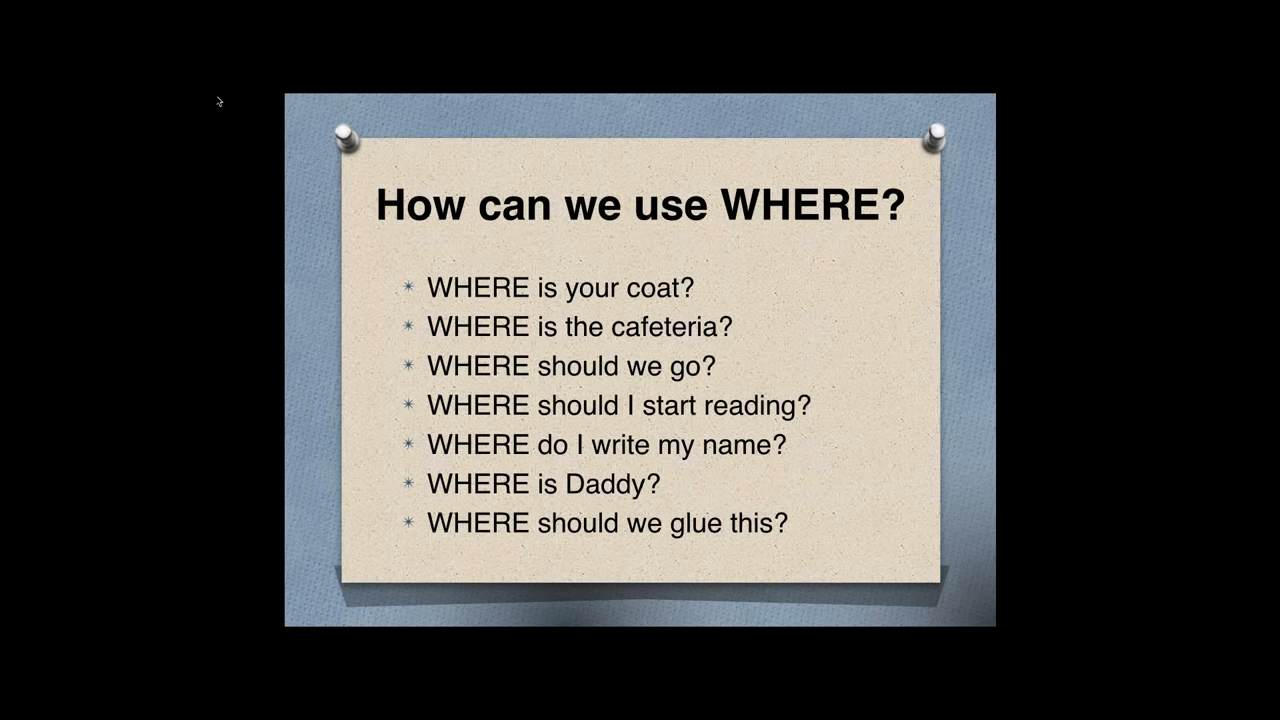 How can we use WHERE?
WHERE is your coat?
WHERE is the cafeteria?
WHERE should we go?
WHERE should I start reading?
WHERE do I write my name?
WHERE is Daddy?
WHERE should we glue this?